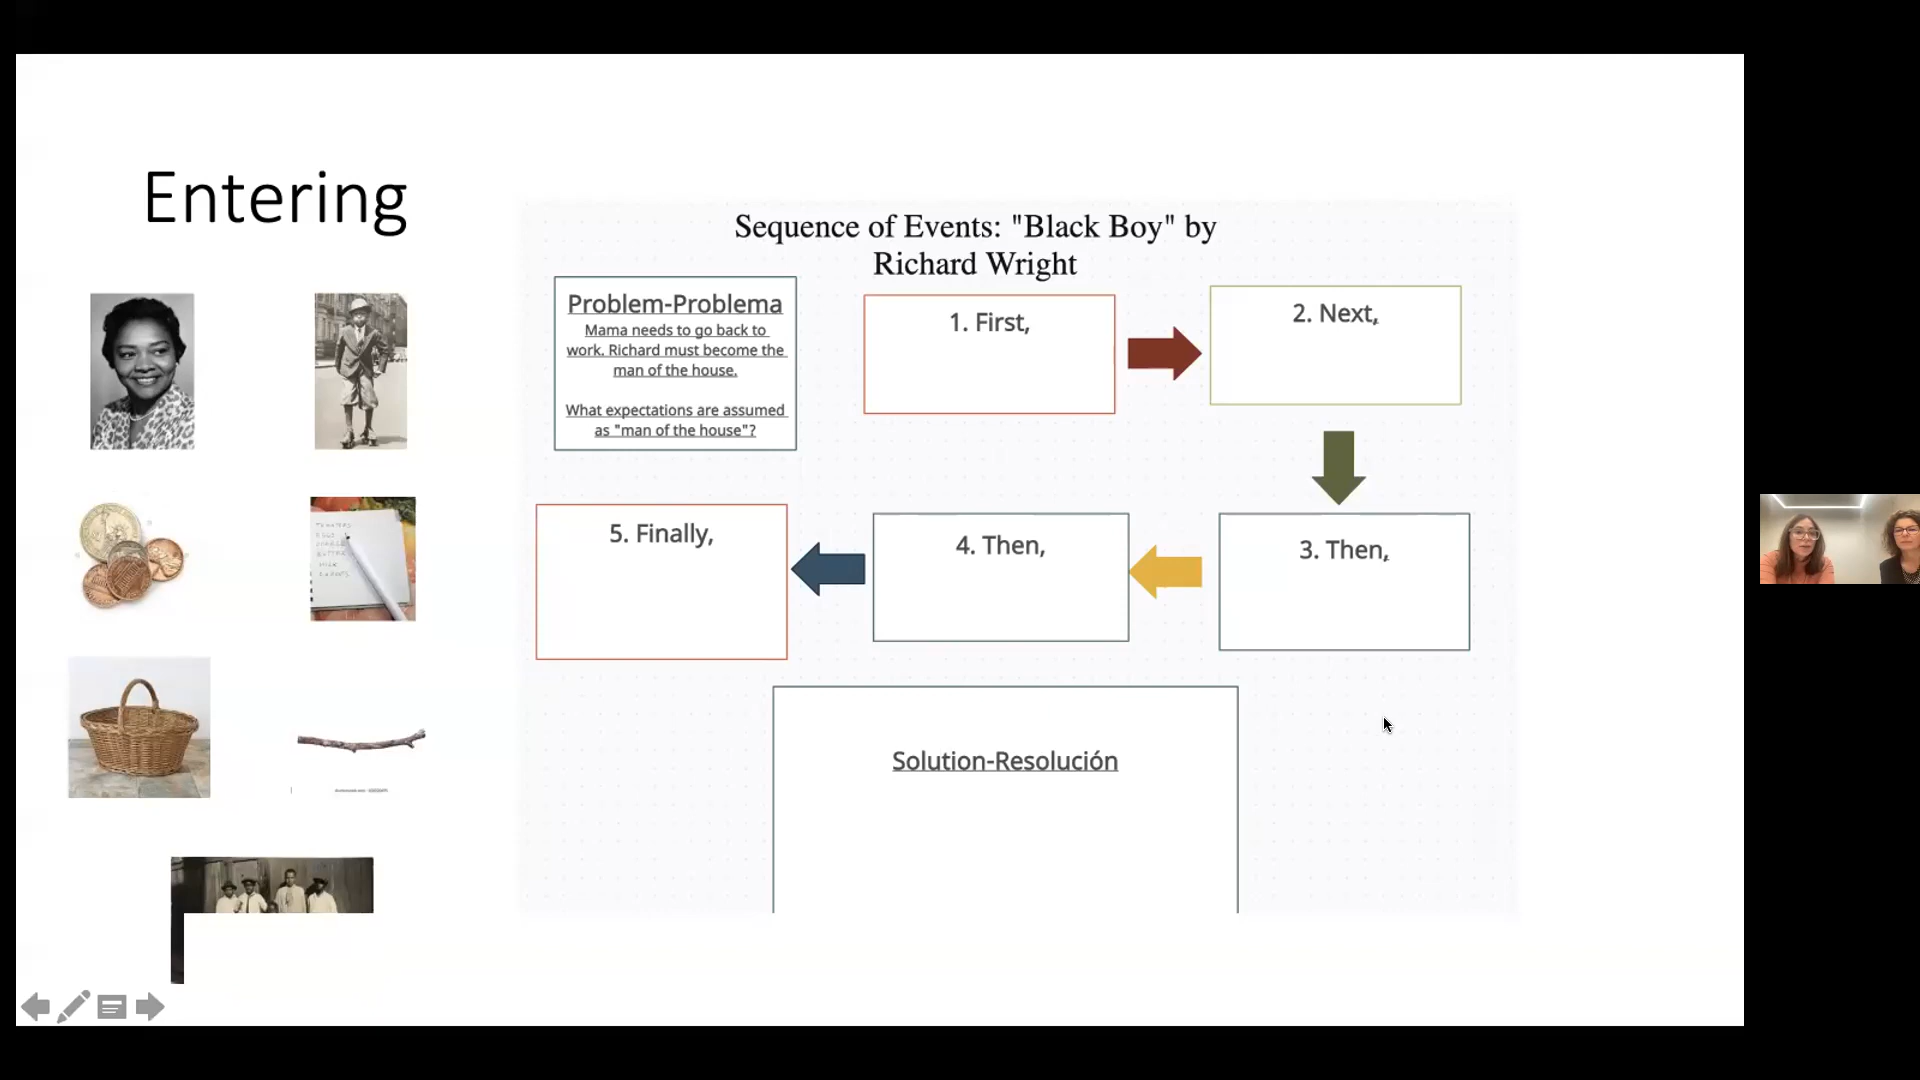 Entering
Sequence of Events: "Black Boy" by
Richard Wright
Problem-Problema
Mama needs to go back to
work. Richard must become the
man of the house.
What expectations are assumed
as "man of the house"?
1. First,
2. Next,
3. Then,
4. Then,
5. Finally,
Solution-Resolución